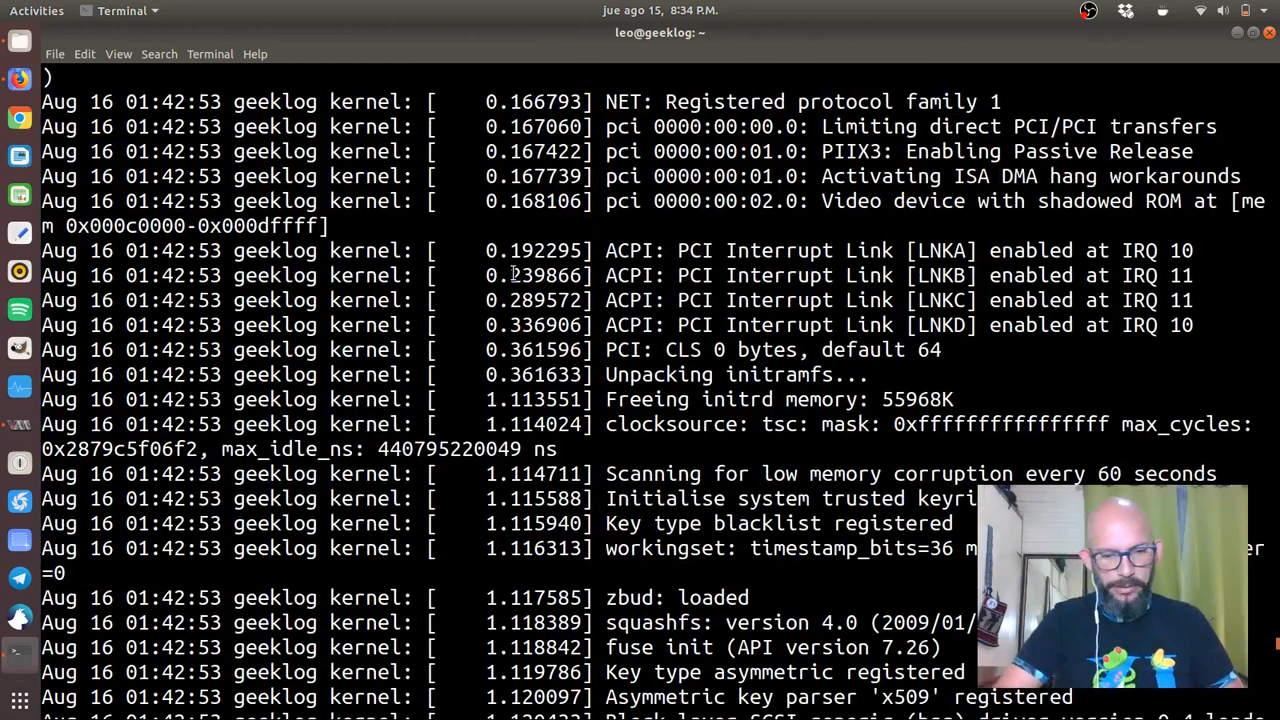 Activities Terminal jue ago 15, 8:34 P.M.
leo@geeklog: ~
File Edit View Search Terminal Help
)
Aug 16 01:42:53 geeklog kernel: [    0.166793] NET: Registered protocol family 1
Aug 16 01:42:53 geeklog kernel: [    0.167060] pci 0000:00:00.0: Limiting direct PCI/PCI transfers
Aug 16 01:42:53 geeklog kernel: [    0.167422] pci 0000:00:01.0: PIIX3: Enabling Passive Release
Aug 16 01:42:53 geeklog kernel: [    0.167739] pci 0000:00:01.0: Activating ISA DMA hang workarounds
Aug 16 01:42:53 geeklog kernel: [    0.168106] pci 0000:00:02.0: Video device with shadowed ROM at [me
m 0x000c0000-0x000dffff]
Aug 16 01:42:53 geeklog kernel: [    0.192295] ACPI: PCI Interrupt Link [LNKA] enabled at IRQ 10
Aug 16 01:42:53 geeklog kernel: [    0.239866] ACPI: PCI Interrupt Link [LNKB] enabled at IRQ 11
Aug 16 01:42:53 geeklog kernel: [    0.289572] ACPI: PCI Interrupt Link [LNKC] enabled at IRQ 11
Aug 16 01:42:53 geeklog kernel: [    0.336906] ACPI: PCI Interrupt Link [LNKD] enabled at IRQ 10
Aug 16 01:42:53 geeklog kernel: [    0.361596] PCI: CLS 0 bytes, default 64
Aug 16 01:42:53 geeklog kernel: [    0.361633] Unpacking initramfs...
Aug 16 01:42:53 geeklog kernel: [    1.113551] Freeing initrd memory: 55968K
Aug 16 01:42:53 geeklog kernel: [    1.114024] clocksource: tsc: mask: 0xffffffffffffffff max_cycles:
0x2879c5f06f2, max_idle_ns: 440795220049 ns
Aug 16 01:42:53 geeklog kernel: [    1.114711] Scanning for low memory corruption every 60 seconds
Aug 16 01:42:53 geeklog kernel: [    1.115588] Initialise system trusted keyri
Aug 16 01:42:53 geeklog kernel: [    1.115940] Key type blacklist registered
Aug 16 01:42:53 geeklog kernel: [    1.116313] workingset: timestamp_bits=36 m er
=0
Aug 16 01:42:53 geeklog kernel: [    1.117585] zbud: loaded
Aug 16 01:42:53 geeklog kernel: [    1.118389] squashfs: version 4.0 (2009/01/
Aug 16 01:42:53 geeklog kernel: [    1.118842] fuse init (API version 7.26)
Aug 16 01:42:53 geeklog kernel: [    1.119786] Key type asymmetric registered
Aug 16 01:42:53 geeklog kernel: [    1.120097] Asymmetric key parser 'x509' registered